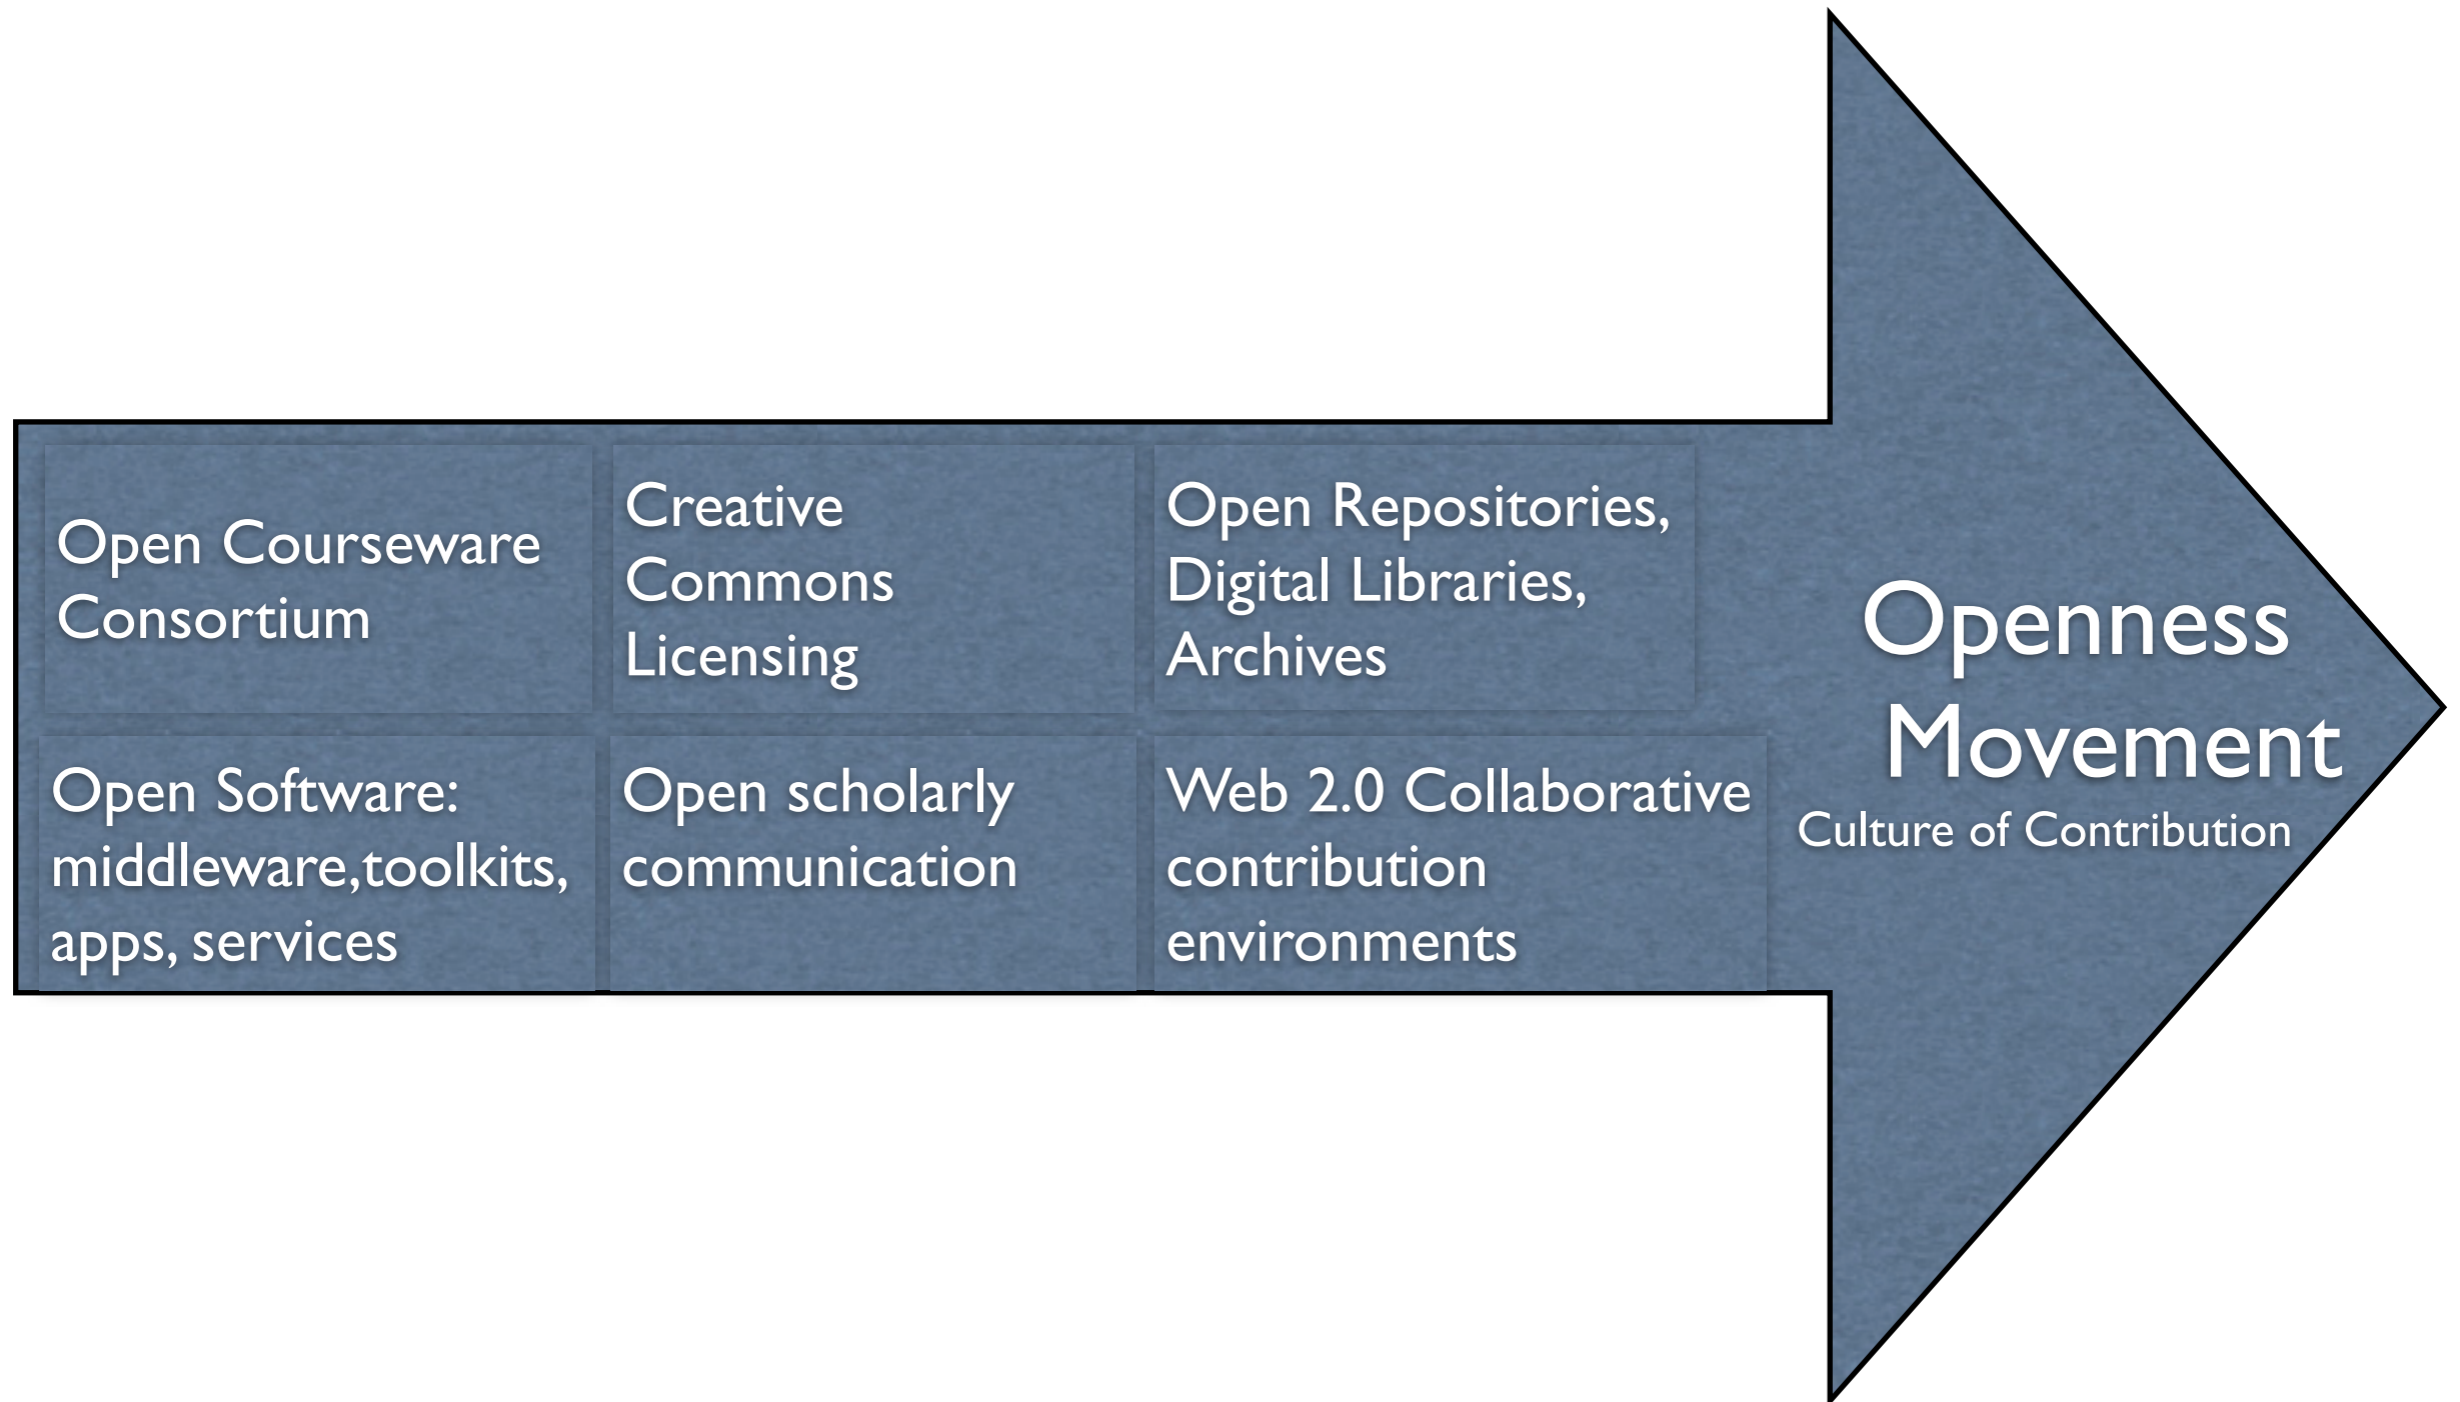 Open Courseware
Consortium
Creative
Commons
Licensing
Open Repositories,
Digital Libraries,
Archives
Open Software:
middleware,toolkits,
apps, services
Open scholarly
communication
Web 2.0 Collaborative
contribution
environments
Openness
Movement
Culture of Contribution